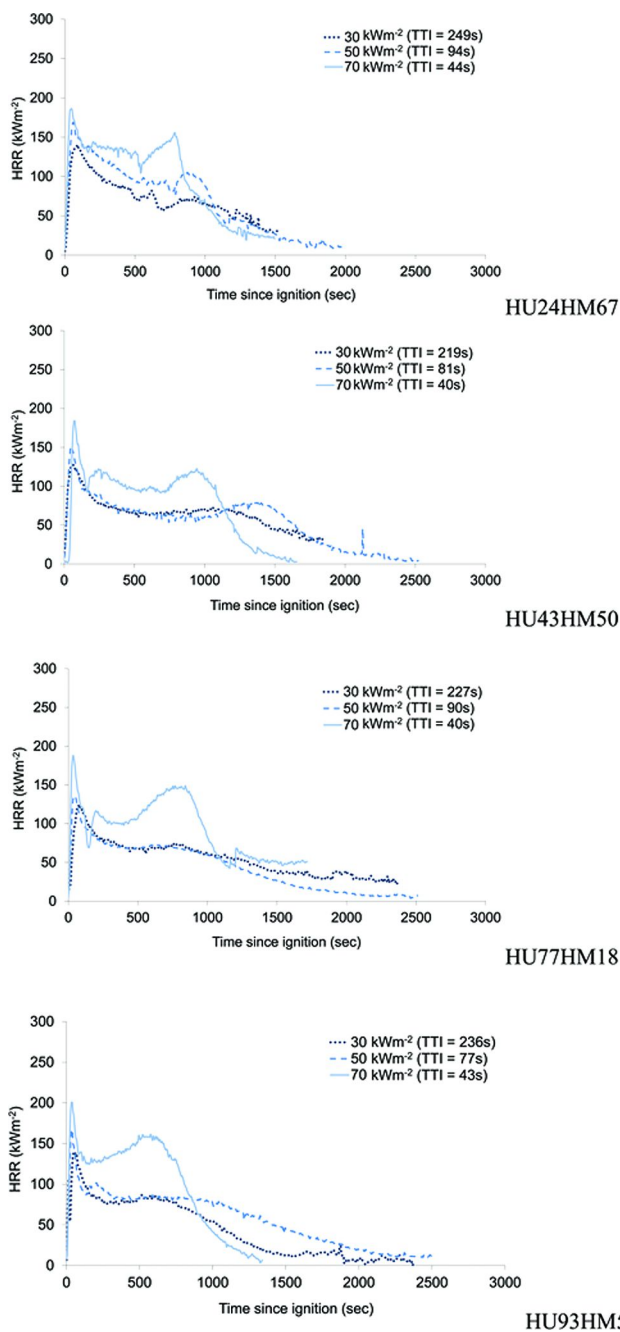 300
250
200
150
100
50
0
HRR (kWm-2)
30 kWm-2 (TTI = 249s)
50 kWm-2 (TTI = 94s)
70 kWm-2 (TTI = 44s)
0 500 1000 1500 2000 2500 3000
Time since ignition (sec)
HU24HM67
300
250
200
150
100
50
0
HRR (kWm-2)
30 kWm-2 (TTI = 219s)
50 kWm-2 (TTI = 81s)
70 kWm-2 (TTI = 40s)
0 500 1000 1500 2000 2500 3000
Time since ignition (sec)
HU43HM50
300
250
200
150
100
50
0
HRR (kWm-2)
30 kWm-2 (TTI = 227s)
50 kWm-2 (TTI = 90s)
70 kWm-2 (TTI = 40s)
0 500 1000 1500 2000 2500 3000
Time since ignition (sec)
HU77HM18
300
250
200
150
100
50
0
HRR (kWm-2)
30 kWm-2 (TTI = 236s)
50 kWm-2 (TTI = 77s)
70 kWm-2 (TTI = 43s)
0 500 1000 1500 2000 2500 3000
Time since ignition (sec)
HU93HM5